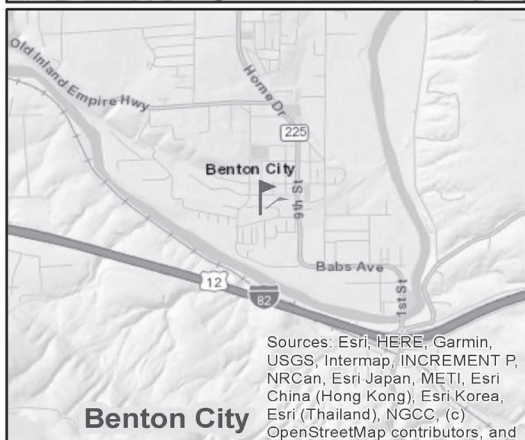 Old Inland Empire Hwy
Horne Dr
225
Benton City
9th St
Babs Ave
12
82
1st St
Sources: Esri, HERE, Garmin,
USGS, Intermap, INCREMENT P,
NRCan, Esri Japan, METI, Esri
China (Hong Kong), Esri Korea,
Esri (Thailand), NGCC, (c)
OpenStreetMap contributors, and
Benton City